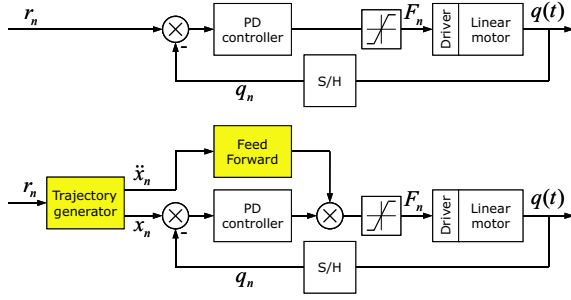 r_n
PD
controller
F_n
Driver
Linear
motor
q(t)
-
q_n
S/H
r_n
Trajectory
generator
ẍ_n
x_n
Feed
Forward
-
PD
controller
F_n
Driver
Linear
motor
q(t)
q_n
S/H